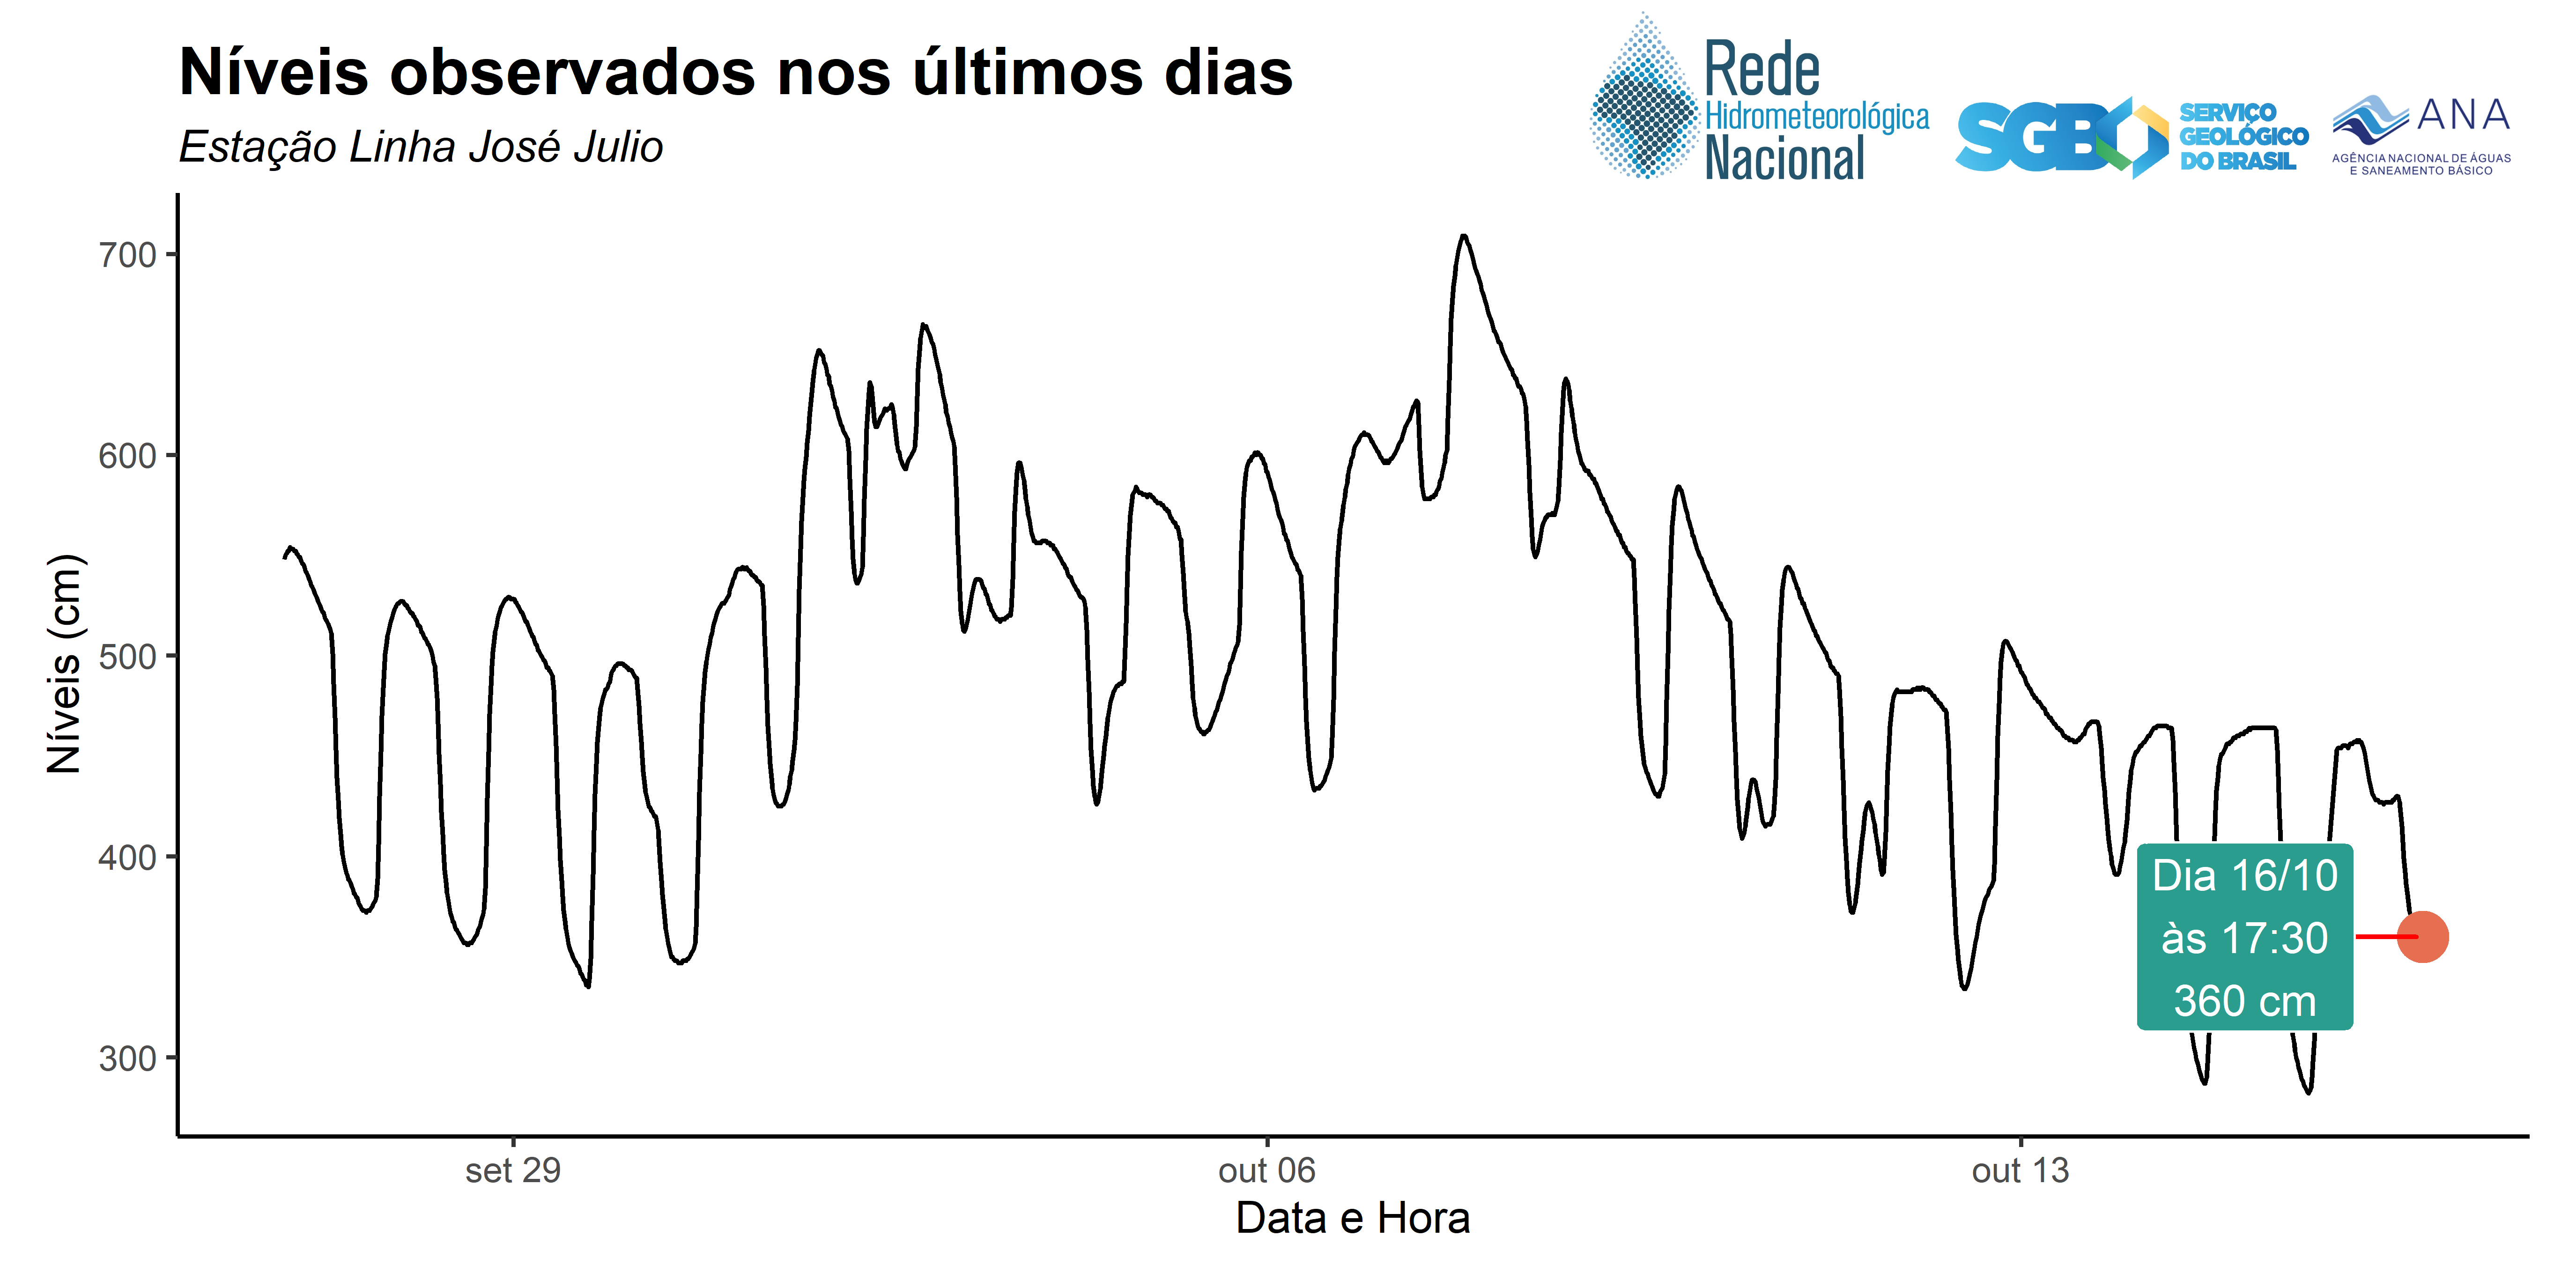 Níveis observados nos últimos dias
Estação Linha José Julio
Rede
Hidrometeorológica
Nacional
SGB
SERVIÇO
GEOLÓGICO
DO BRASIL
ANA
AGÊNCIA NACIONAL DE ÁGUAS
E SANEAMENTO BÁSICO
Níveis (cm)
700
600
500
400
300
Dia 16/10
às 17:30
360 cm
set 29
out 06
out 13
Data e Hora